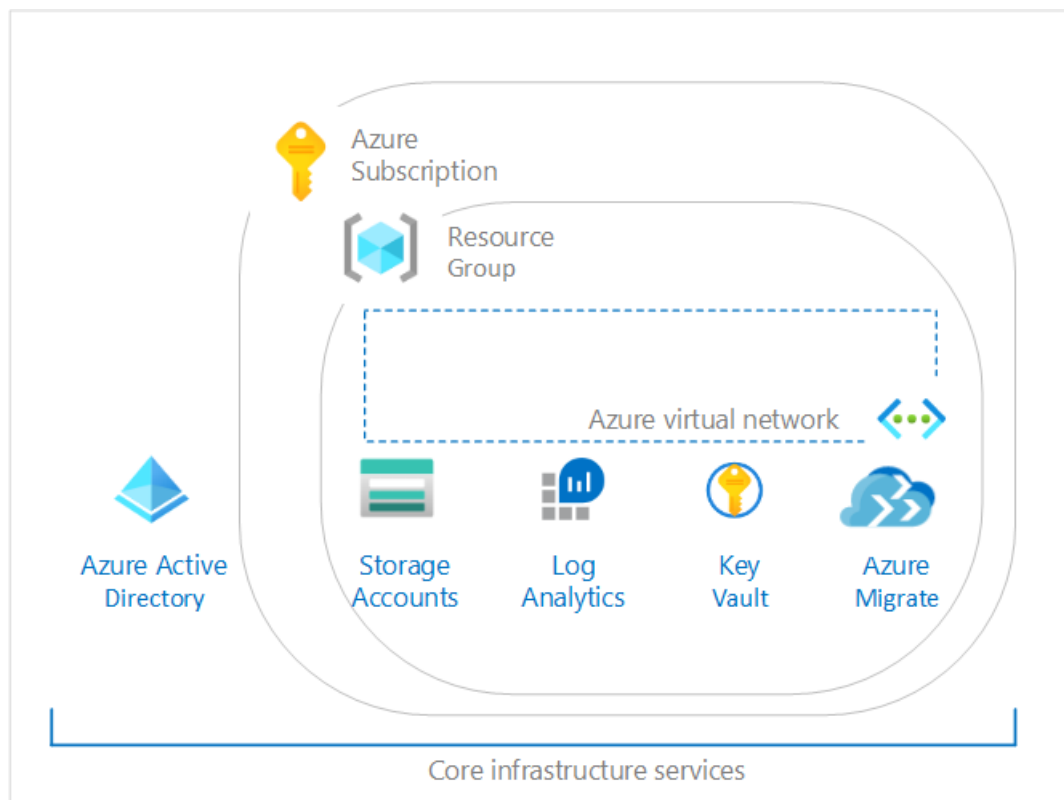 Azure
Subscription
Resource
Group
Azure virtual network
Azure Active
Directory
Storage
Accounts
Log
Analytics
Key
Vault
Azure
Migrate
Core infrastructure services